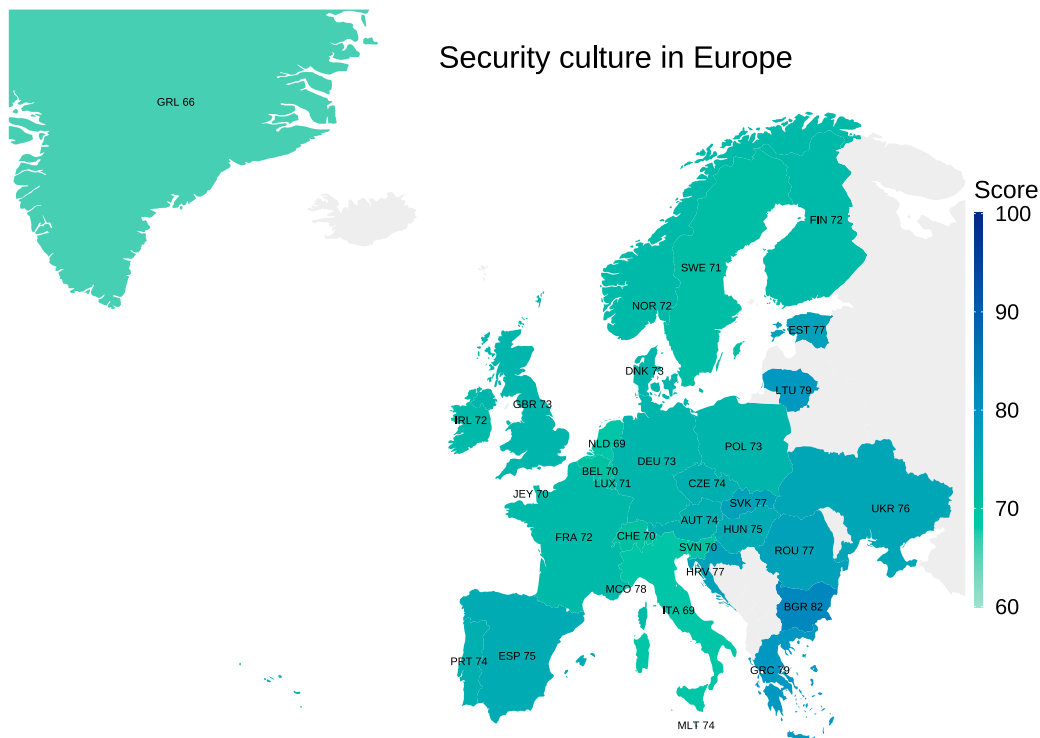 Security culture in Europe
GRL 66
Score
100
90
80
70
60
FIN 72
SWE 71
NOR 72
EST 77
DNK 73
LTU 79
GBR 73
IRL 72
NLD 69
POL 73
DEU 73
BEL 70
LUX 71
CZE 74
JEY 70
SVK 77
UKR 76
AUT 74
HUN 75
FRA 72
CHE 70
SVN 70
ROU 77
HRV 77
MCO 78
BGR 82
ITA 69
ESP 75
PRT 74
GRC 79
MLT 74